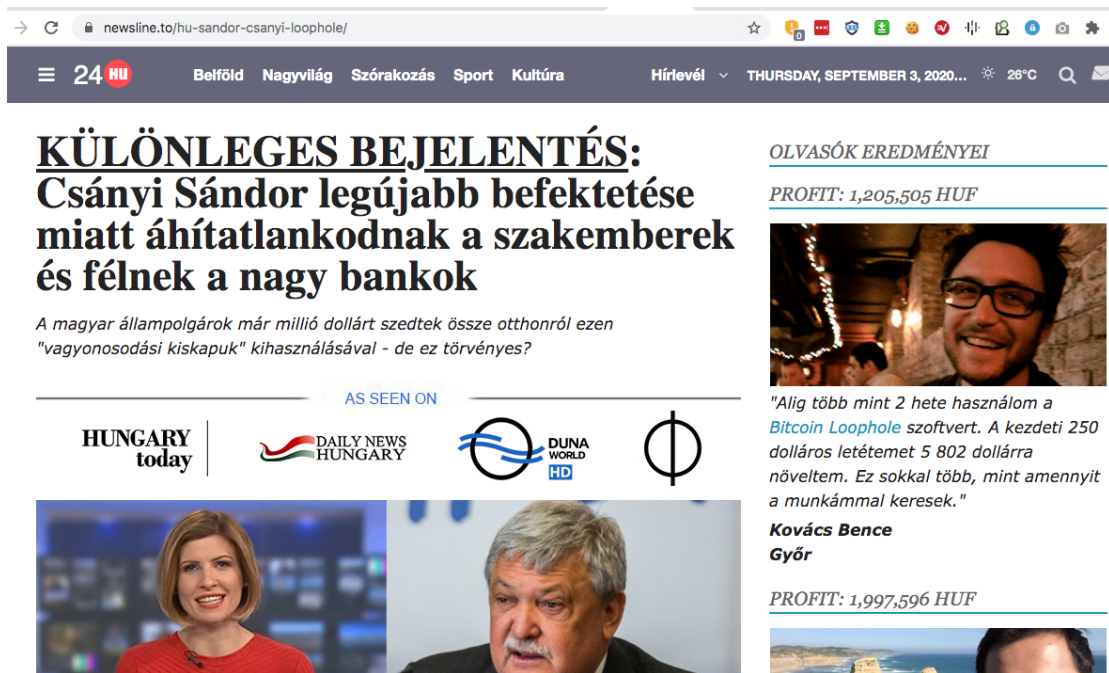 newsline.to/hu-sandor-csanyi-loophole/
0
24 HU
Belföld Nagyvilág Szórakozás Sport Kultúra
Hírlevél
THURSDAY, SEPTEMBER 3, 2020...
26°C
KÜLÖNLEGES BEJELENTÉS:
Csányi Sándor legújabb befektetése
miatt áhítatlankodnak a szakemberek
és félnek a nagy bankok
A magyar állampolgárok már millió dollárt szedtek össze otthonról ezen
"vagyonosodási kiskapuk" kihasználásával - de ez törvényes?
AS SEEN ON
HUNGARY
today
DAILY NEWS
HUNGARY
DUNA
WORLD
HD
OLVASÓK EREDMÉNYEI
PROFIT: 1,205,505 HUF
"Alig több mint 2 hete használom a
Bitcoin Loophole szoftvert. A kezdeti 250
dolláros letétemet 5 802 dollárra
növeltem. Ez sokkal több, mint amennyit
a munkámmal keresek."
Kovács Bence
Győr
PROFIT: 1,997,596 HUF